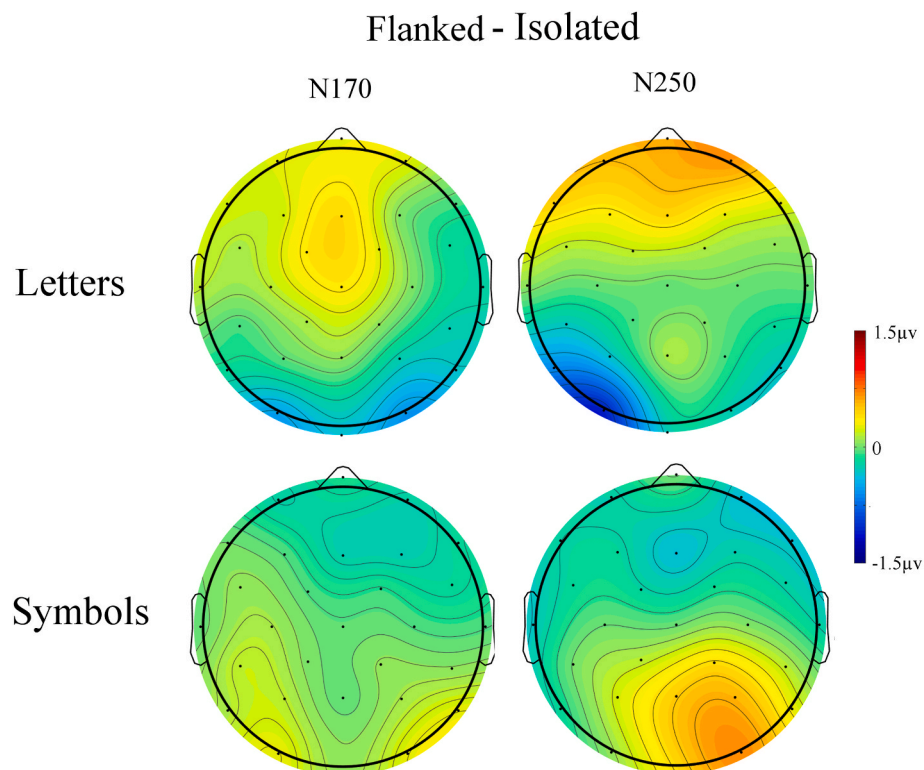 Flanked - Isolated
N170 N250
Letters
1.5µv
0
-1.5µv
Symbols